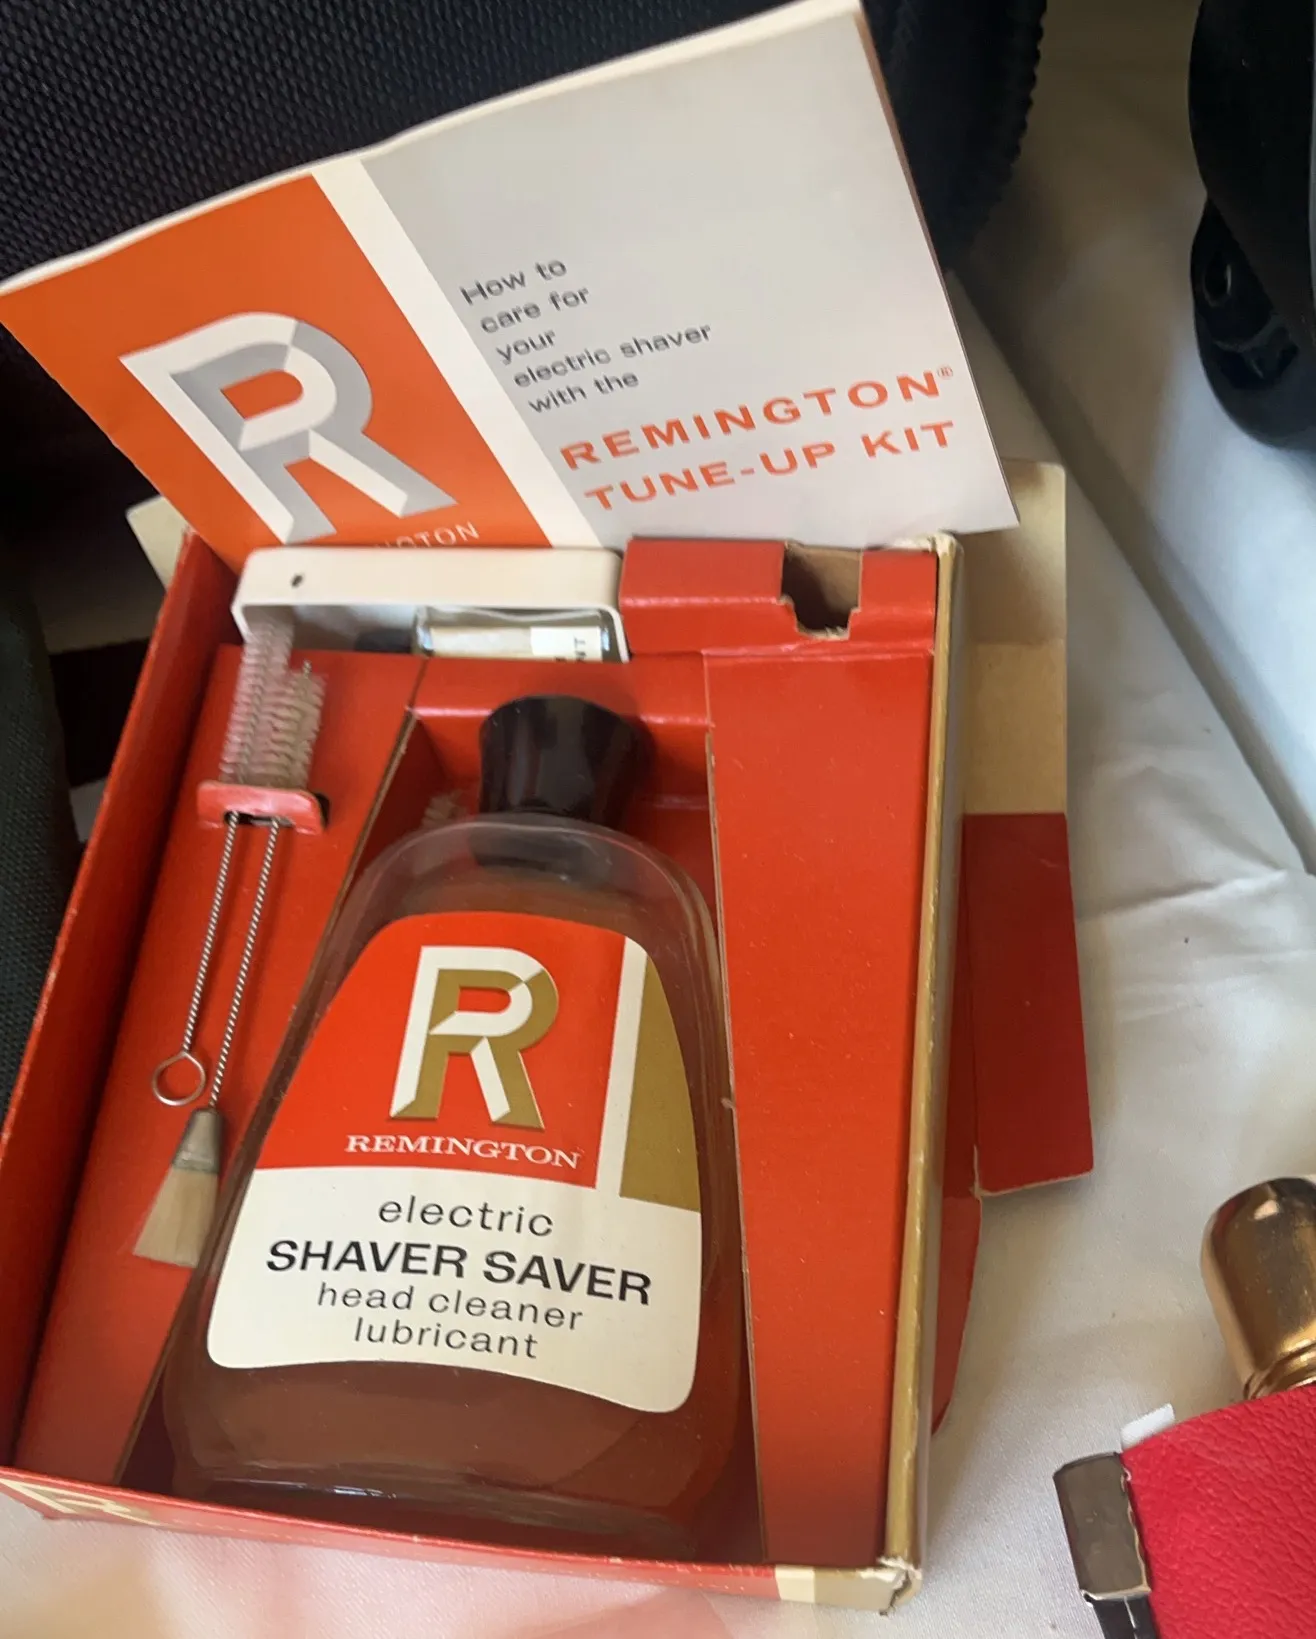 R
How to
care for
your
electric shaver
with the
REMINGTON®
TUNE-UP KIT
R
REMINGTON
electric
SHAVER SAVER
head cleaner
lubricant